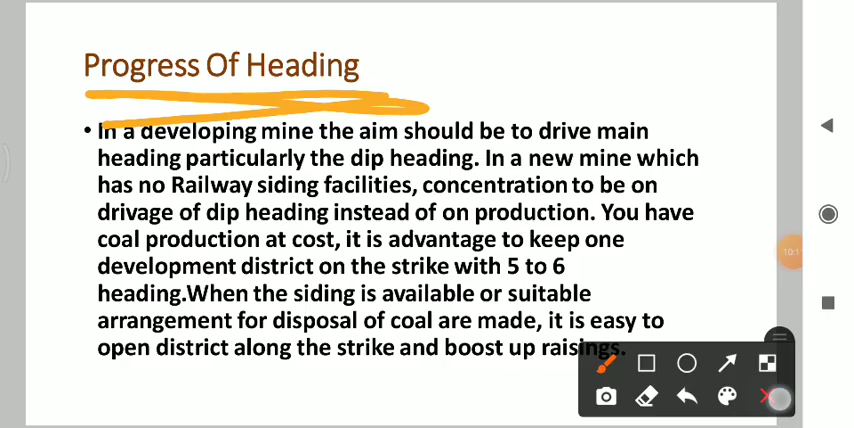 Progress Of Heading
• In a developing mine the aim should be to drive main
heading particularly the dip heading. In a new mine which
has no Railway siding facilities, concentration to be on
drivage of dip heading instead of on production. You have
coal production at cost, it is advantage to keep one
development district on the strike with 5 to 6
heading.When the siding is available or suitable
arrangement for disposal of coal are made, it is easy to
open district along the strike and boost up raisings.